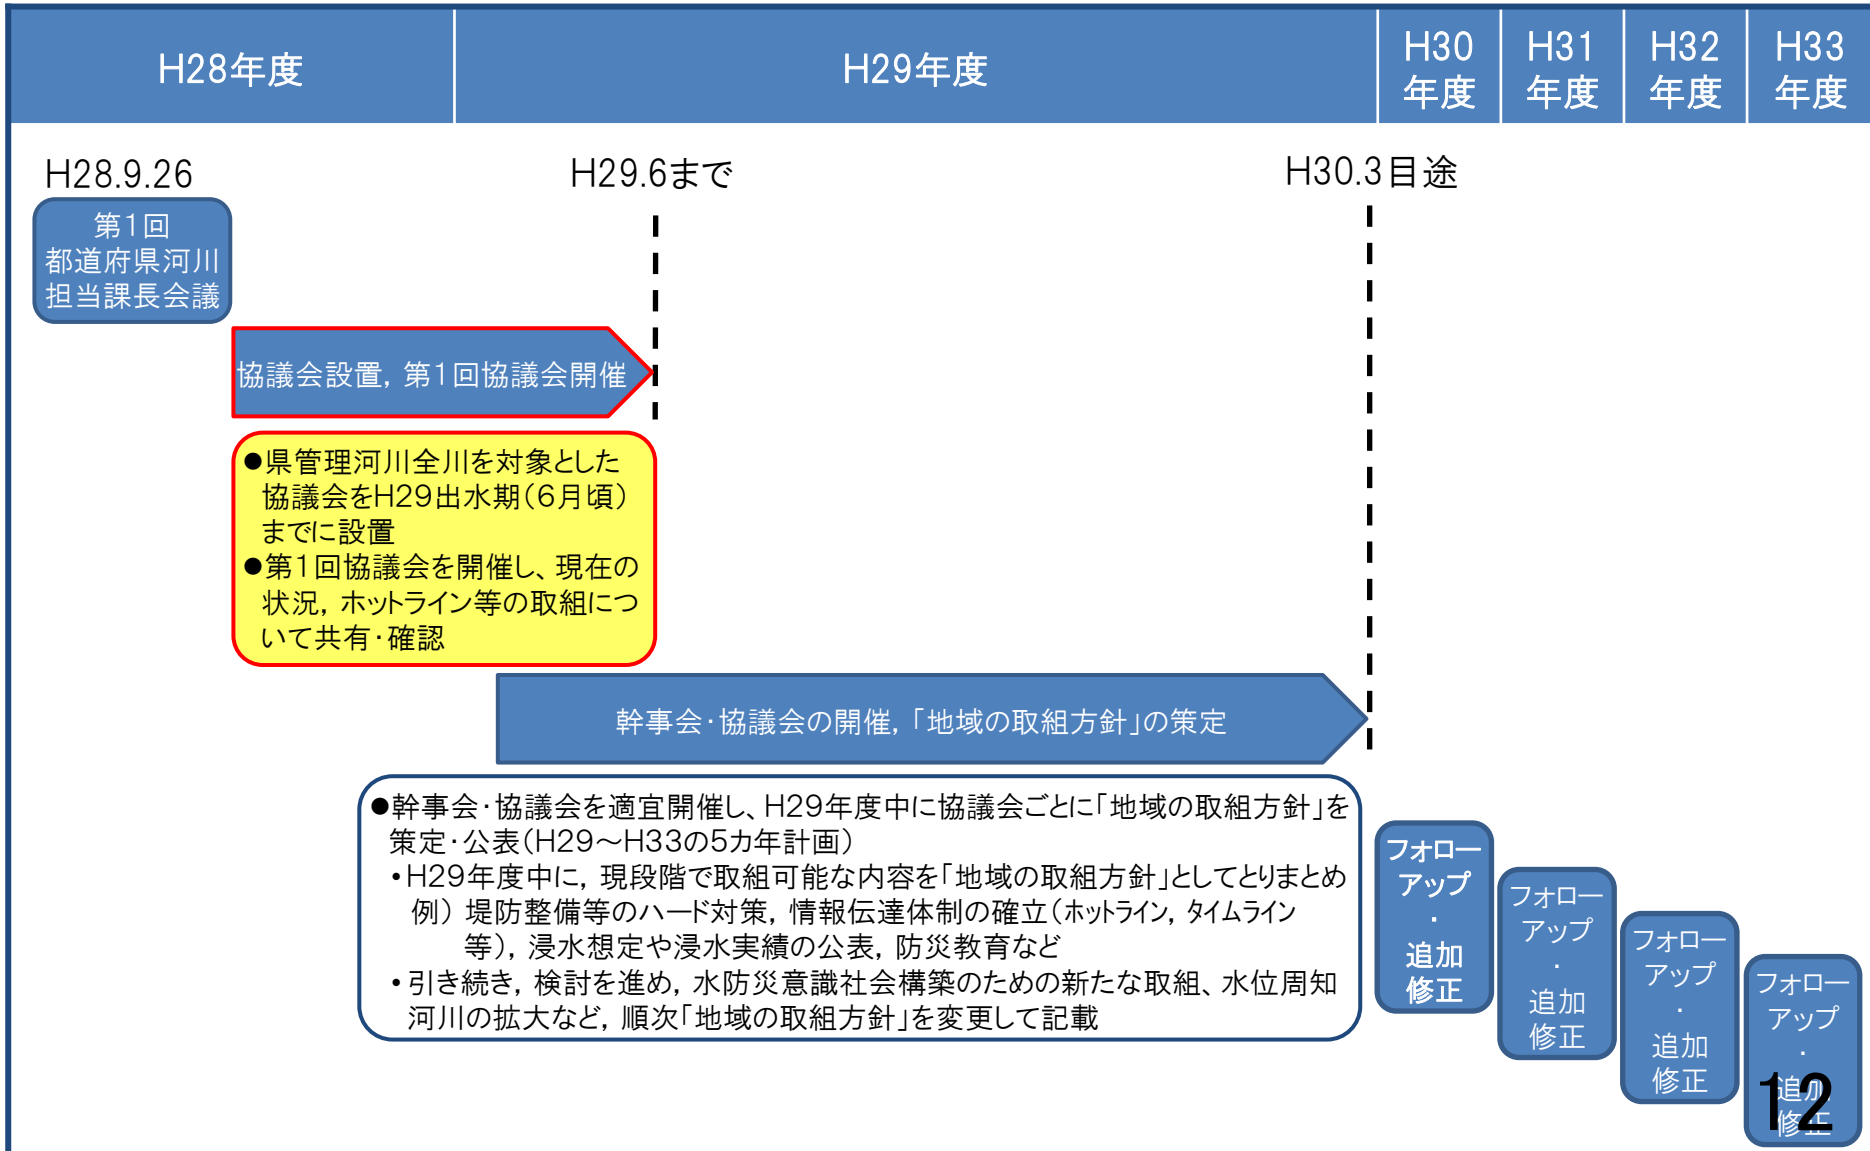 H28年度
H29年度
H30
年度
H31
年度
H32
年度
H33
年度
H28.9.26
H29.6まで
H30.3目途
第1回
都道府県河川
担当課長会議
協議会設置，第1回協議会開催
●県管理河川全川を対象とした
協議会をH29出水期（6月頃）
までに設置
●第1回協議会を開催し、現在の
状況，ホットライン等の取組につ
いて共有・確認
幹事会・協議会の開催，「地域の取組方針」の策定
●幹事会・協議会を適宜開催し、H29年度中に協議会ごとに「地域の取組方針」を
策定・公表（H29～H33の5カ年計画）
・H29年度中に，現段階で取組可能な内容を「地域の取組方針」としてとりまとめ
例） 堤防整備等のハード対策，情報伝達体制の確立（ホットライン，タイムライン
等），浸水想定や浸水実績の公表，防災教育など
・引き続き，検討を進め，水防災意識社会構築のための新たな取組、水位周知
河川の拡大など，順次「地域の取組方針」を変更して記載
フォロー
アップ
・
追加
修正
フォロー
アップ
・
追加
修正
フォロー
アップ
・
追加
修正
フォロー
アップ
・
追加
修正
12